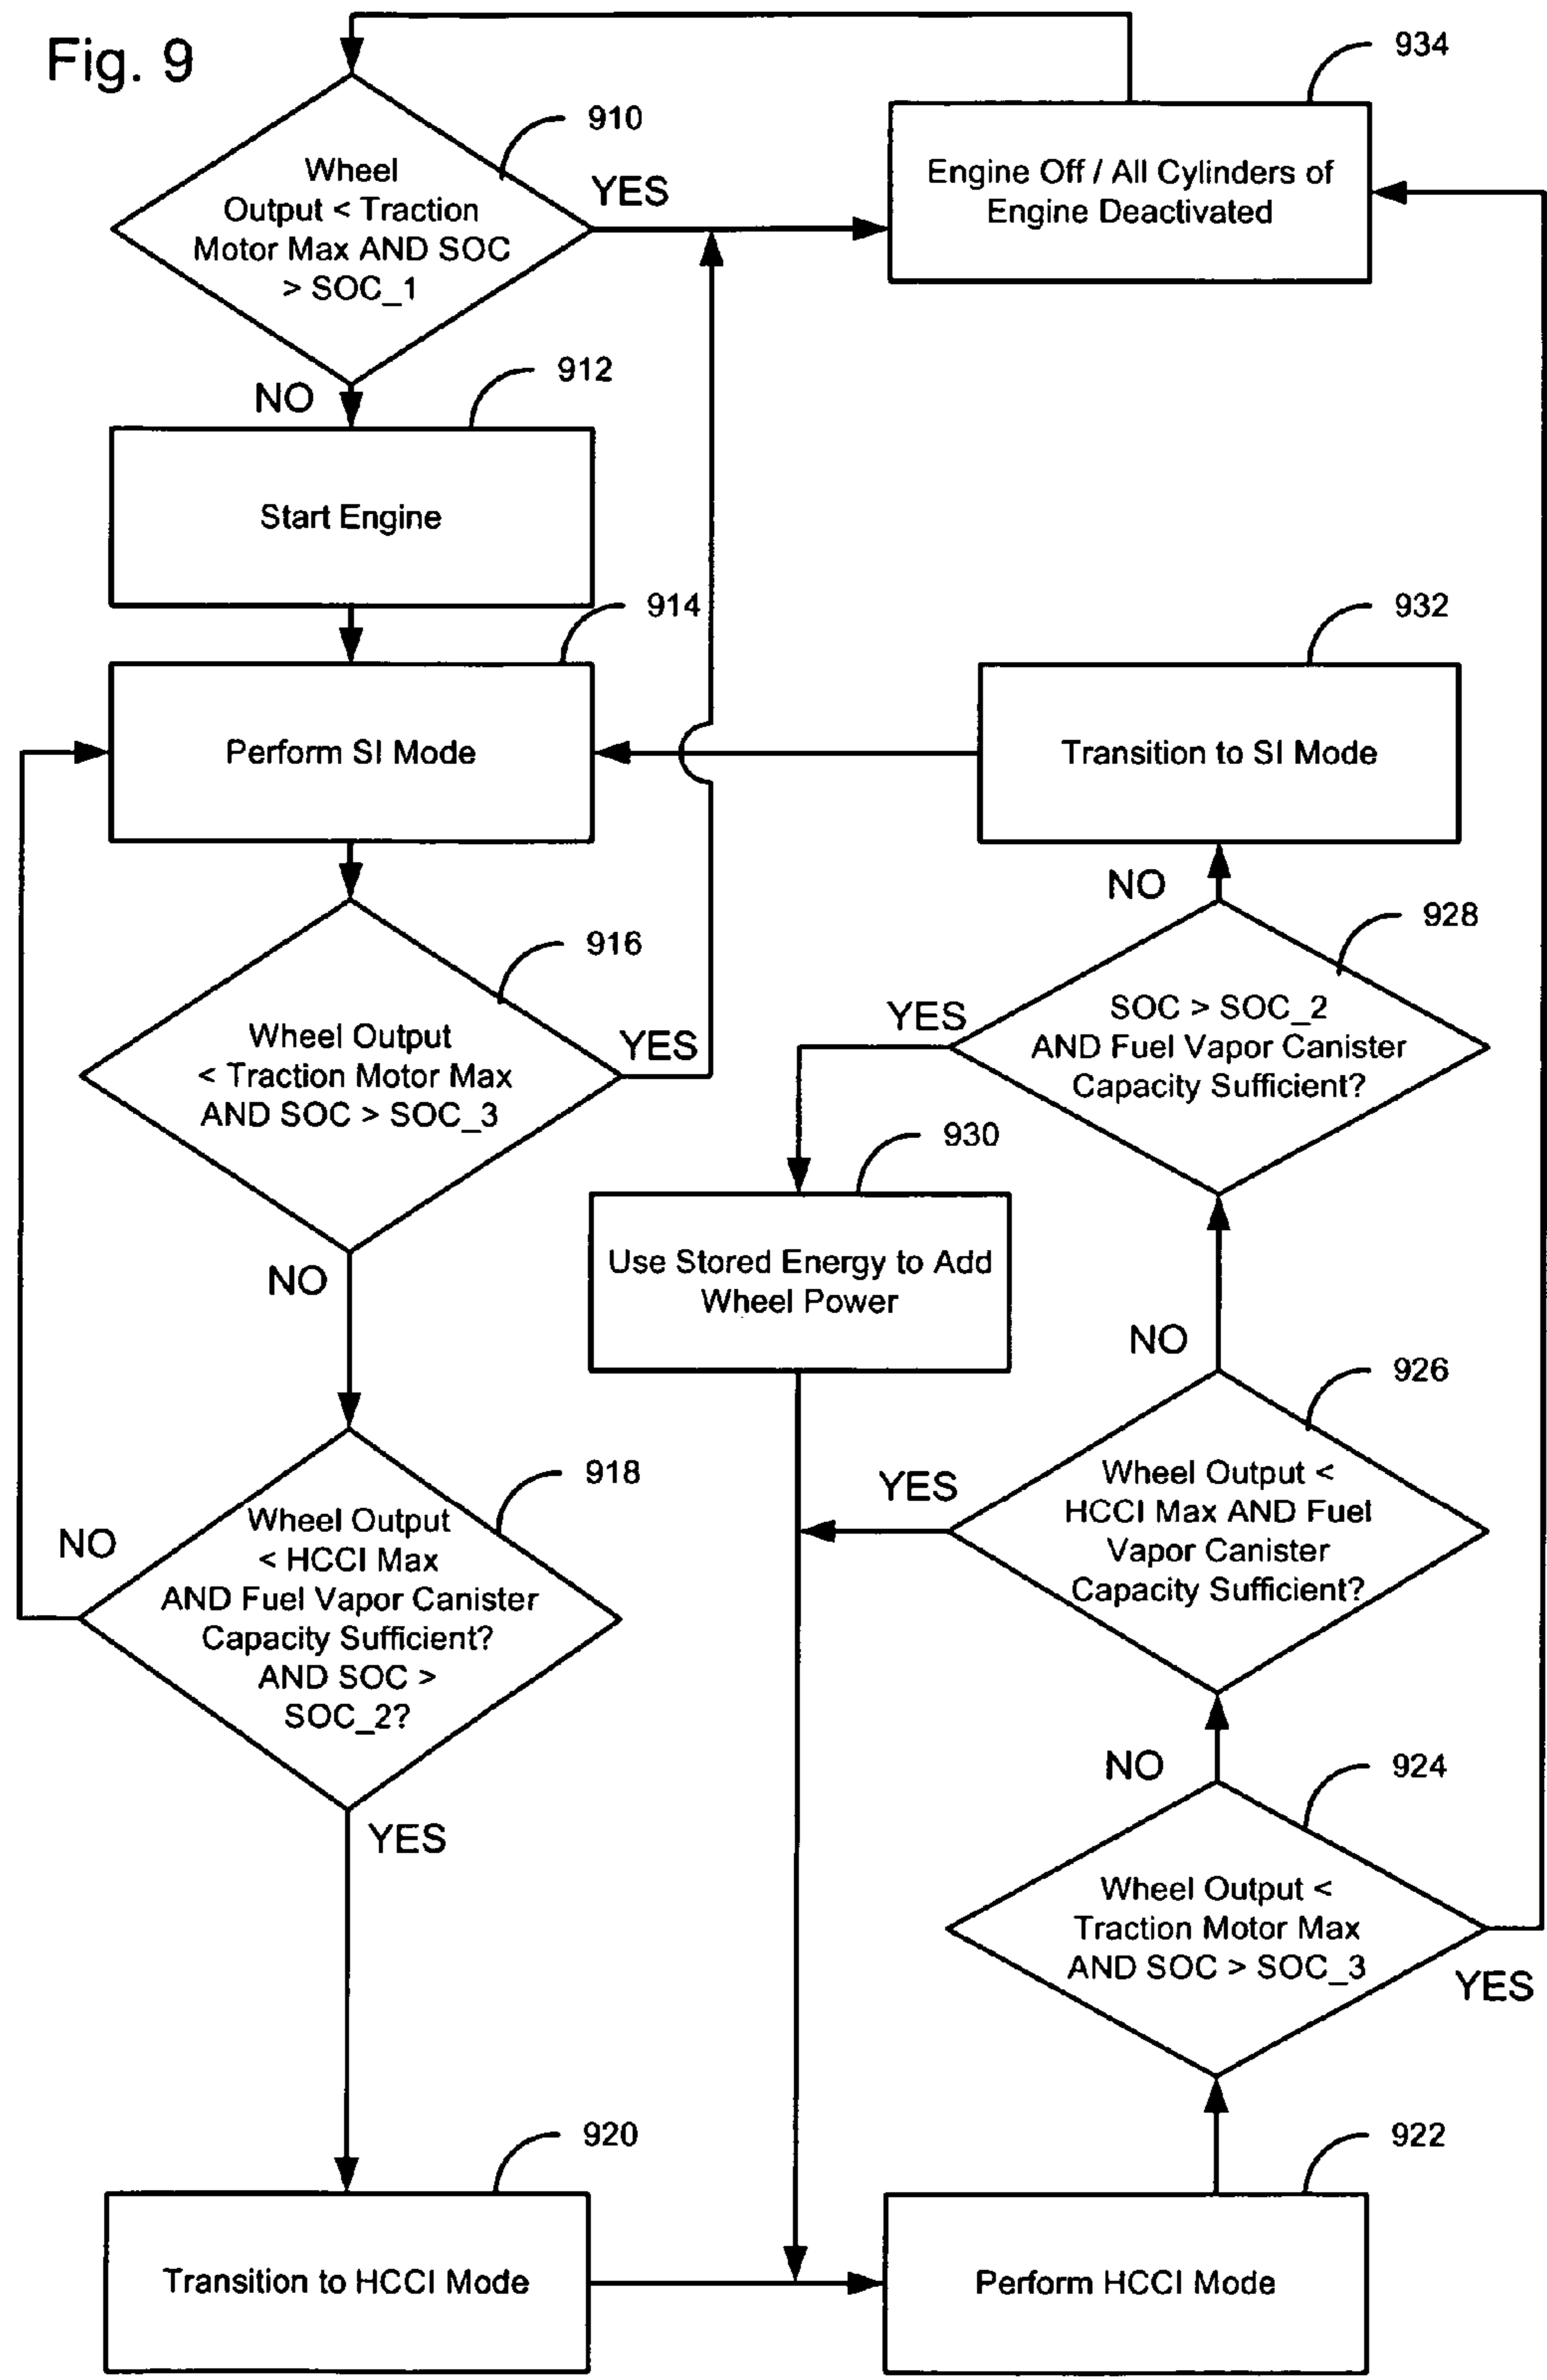 Fig. 9
934
910
Wheel
Output < Traction
Motor Max AND SOC
> SOC_1
YES
Engine Off / All Cylinders of
Engine Deactivated
NO
912
Start Engine
914
932
Perform SI Mode
Transition to SI Mode
NO
928
916
SOC > SOC_2
AND Fuel Vapor Canister
Capacity Sufficient?
YES
Wheel Output
< Traction Motor Max
AND SOC > SOC_3
YES
930
Use Stored Energy to Add
Wheel Power
NO
NO
926
918
Wheel Output <
HCCI Max AND Fuel
Vapor Canister
Capacity Sufficient?
YES
Wheel Output
< HCCI Max
AND Fuel Vapor Canister
Capacity Sufficient?
AND SOC >
SOC_2?
NO
YES
NO
924
Wheel Output <
Traction Motor Max
AND SOC > SOC_3
YES
920
922
Transition to HCCI Mode
Perform HCCI Mode